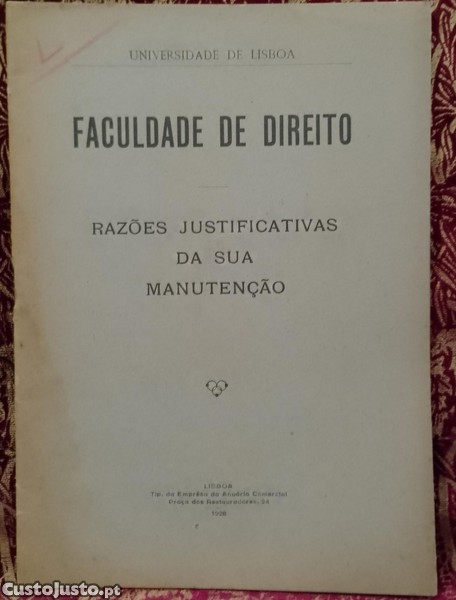 UNIVERSIDADE DE LISBOA
FACULDADE DE DIREITO
RAZÕES JUSTIFICATIVAS
DA SUA
MANUTENÇÃO
LISBOA
Tip. da Emprêsa do Anuário Comercial
Praça dos Restauradores, 24
CustoJusto.pt